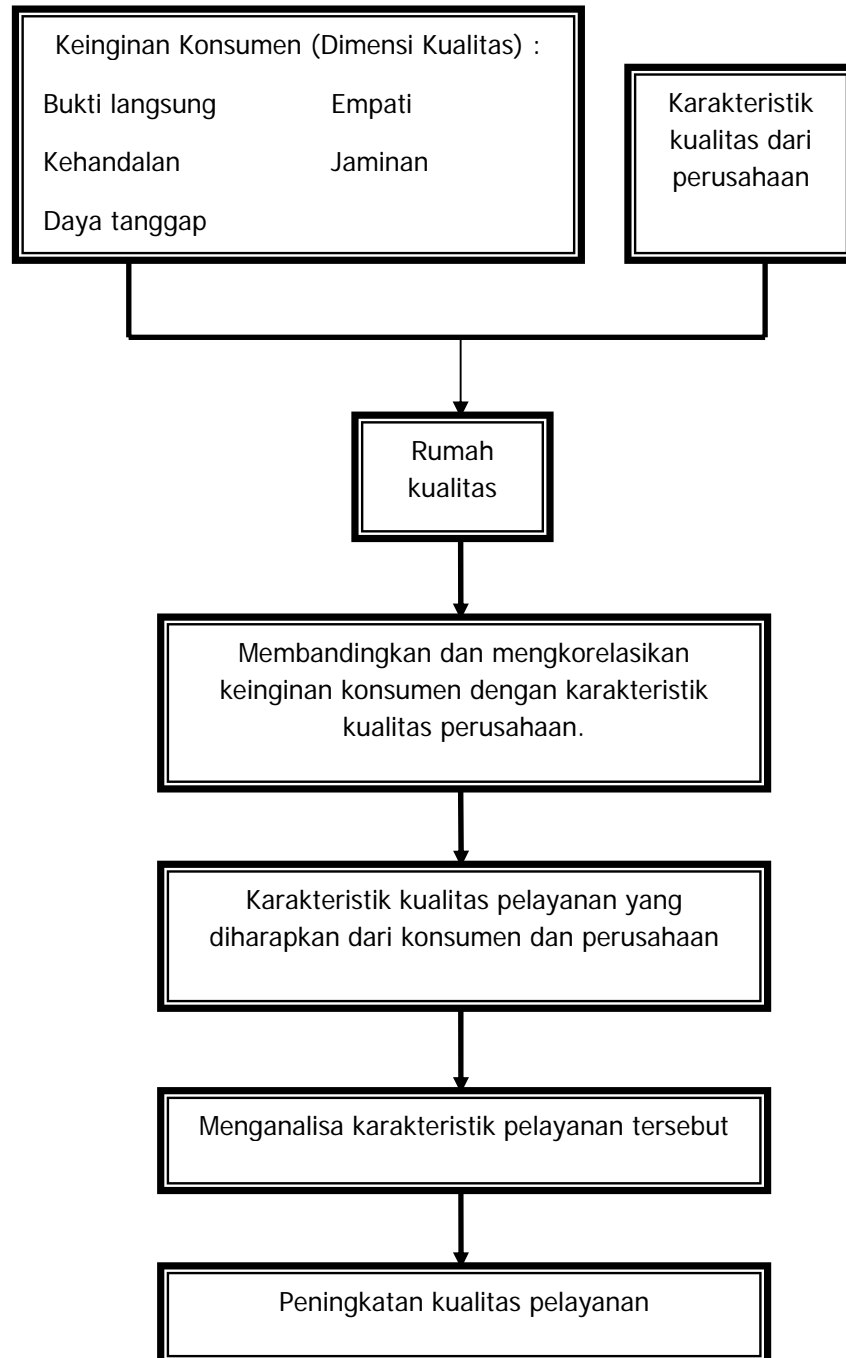 Keinginan Konsumen (Dimensi Kualitas) :
Bukti langsung Empati
Kehandalan Jaminan
Daya tanggap
Karakteristik
kualitas dari
perusahaan
Rumah
kualitas
Membandingkan dan mengkorelasikan
keinginan konsumen dengan karakteristik
kualitas perusahaan.
Karakteristik kualitas pelayanan yang
diharapkan dari konsumen dan perusahaan
Menganalisa karakteristik pelayanan tersebut
Peningkatan kualitas pelayanan